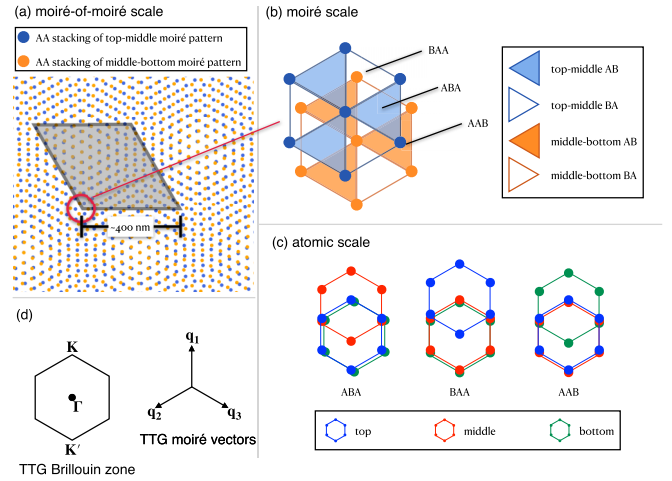 (a) moiré-of-moiré scale
AA stacking of top-middle moiré pattern
AA stacking of middle-bottom moiré pattern
~400 nm
(b) moiré scale
BAA
ABA
AAB
top-middle AB
top-middle BA
middle-bottom AB
middle-bottom BA
(c) atomic scale
ABA
BAA
AAB
top
middle
bottom
(d)
K
Γ
K′
TTG Brillouin zone
q1
q2
q3
TTG moiré vectors